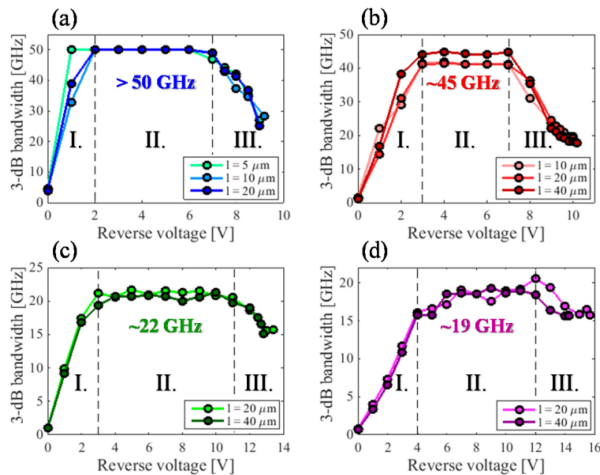 (a)
3-dB bandwidth [GHz]
50
40
30
20
10
0
> 50 GHz
I.
II.
III.
l = 5 μm
l = 10 μm
l = 20 μm
0
2
4
6
8
10
Reverse voltage [V]
(b)
3-dB bandwidth [GHz]
50
40
30
20
10
0
~45 GHz
I.
II.
III.
l = 10 μm
l = 20 μm
l = 40 μm
0
2
4
6
8
10
Reverse voltage [V]
(c)
3-dB bandwidth [GHz]
25
20
15
10
5
0
~22 GHz
I.
II.
III.
l = 20 μm
l = 40 μm
0
2
4
6
8
10
12
14
Reverse voltage [V]
(d)
3-dB bandwidth [GHz]
20
15
10
5
0
~19 GHz
I.
II.
III.
l = 20 μm
l = 40 μm
0
2
4
6
8
10
12
14
16
Reverse voltage [V]